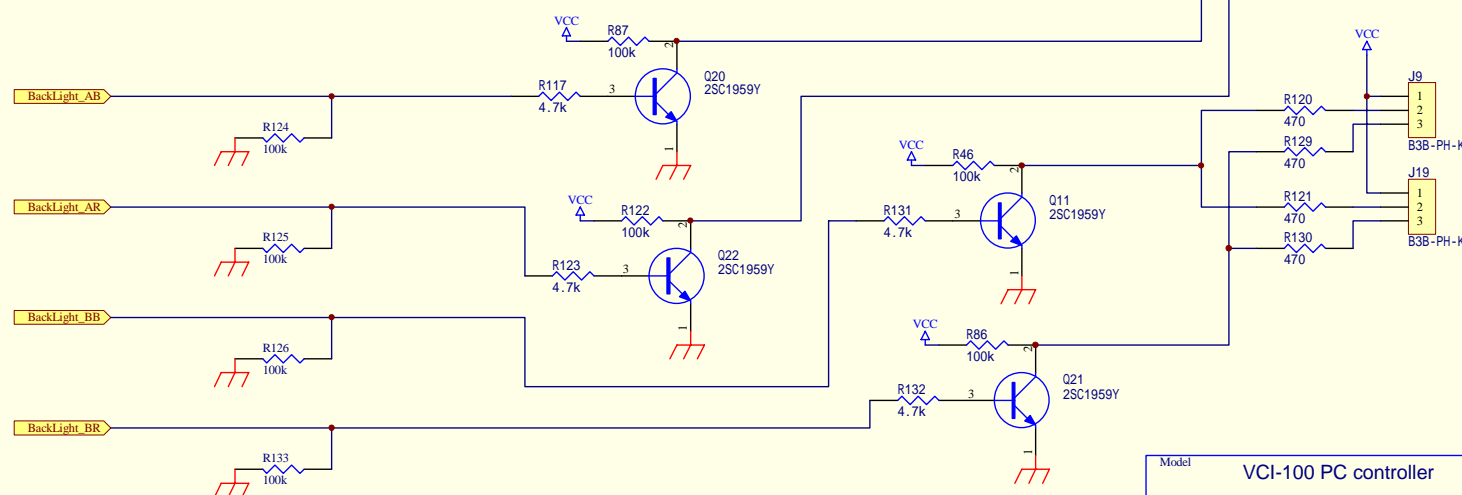 VCC
R87
100k
2
Q20
2SC1959Y
BackLight_AB
R117
4.7k
3
1
R124
100k
VCC
J9
1
2
3
B3B-PH-K
R120
470
R129
470
VCC
R46
100k
2
Q11
2SC1959Y
R131
4.7k
3
1
J19
1
2
3
B3B-PH-K
R121
470
R130
470
BackLight_AR
R125
100k
VCC
R122
100k
2
Q22
2SC1959Y
R123
4.7k
3
1
BackLight_BB
R126
100k
VCC
R86
100k
2
Q21
2SC1959Y
R132
4.7k
3
1
BackLight_BR
R133
100k
Model
VCI-100 PC controller